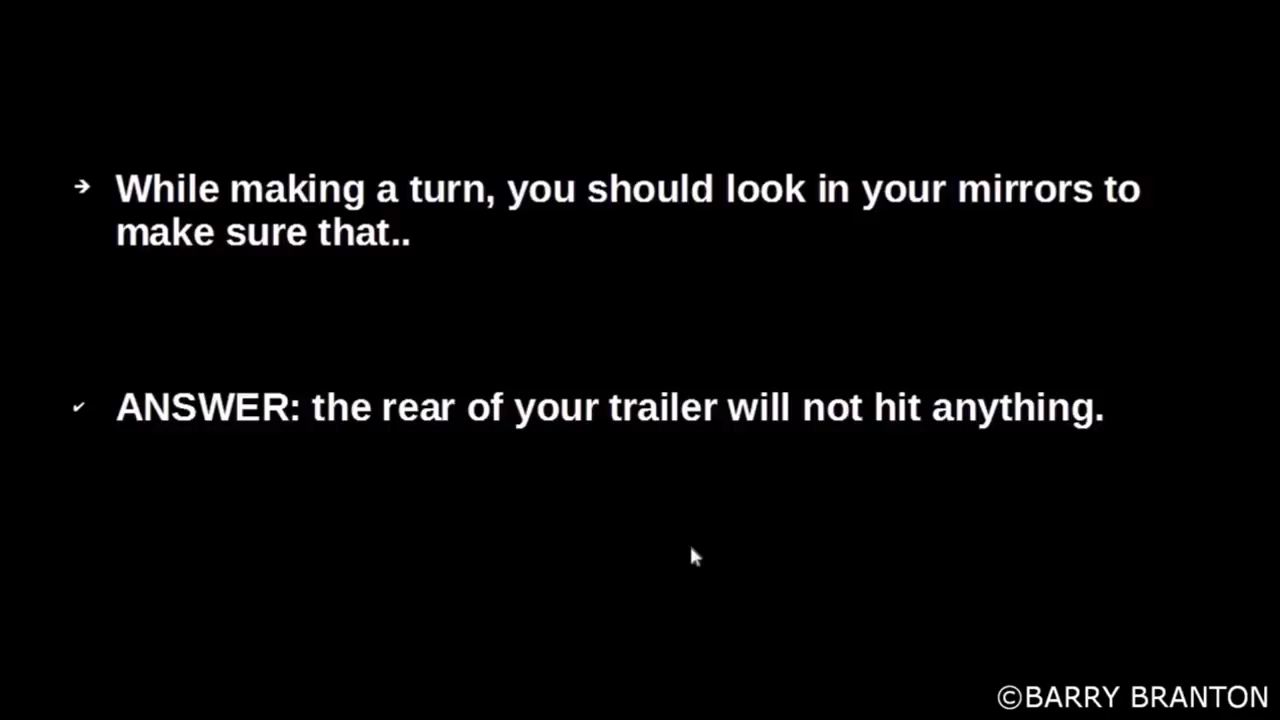 While making a turn, you should look in your mirrors to
make sure that..
ANSWER: the rear of your trailer will not hit anything.
©BARRY BRANTON